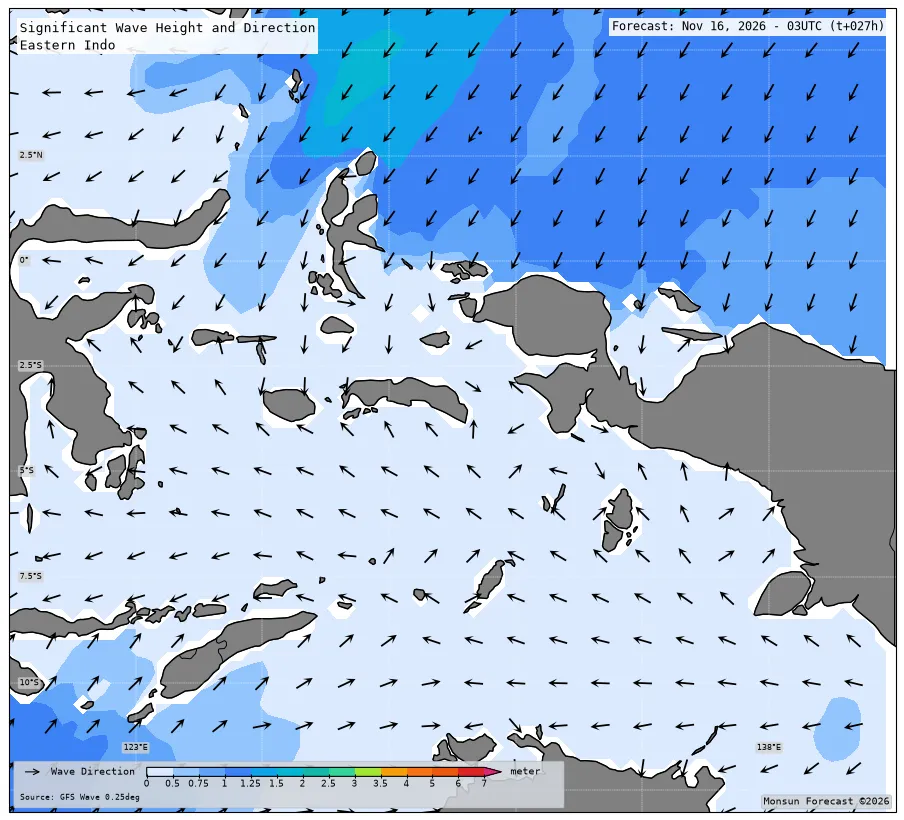 Significant Wave Height and Direction
Eastern Indo
Forecast: Nov 16, 2026 - 03UTC (t+027h)
2.5°N
0°
2.5°S
5°S
7.5°S
10°S
123°E
138°E
Wave Direction
meter
0 0.5 0.75 1 1.25 1.5 2 2.5 3 3.5 4 5 6 7
Source: GFS Wave 0.25deg
Monsun Forecast ©2026